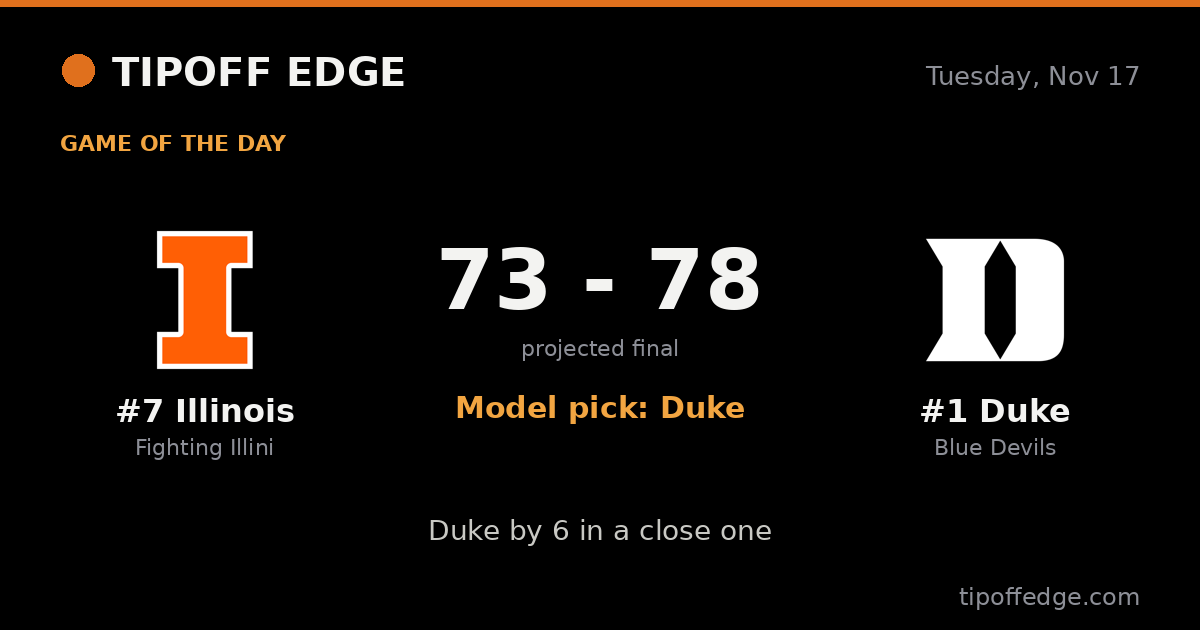 TIPOFF EDGE
Tuesday, Nov 17
GAME OF THE DAY
73 - 78
projected final
Model pick: Duke
#7 Illinois
Fighting Illini
#1 Duke
Blue Devils
Duke by 6 in a close one
tipoffedge.com